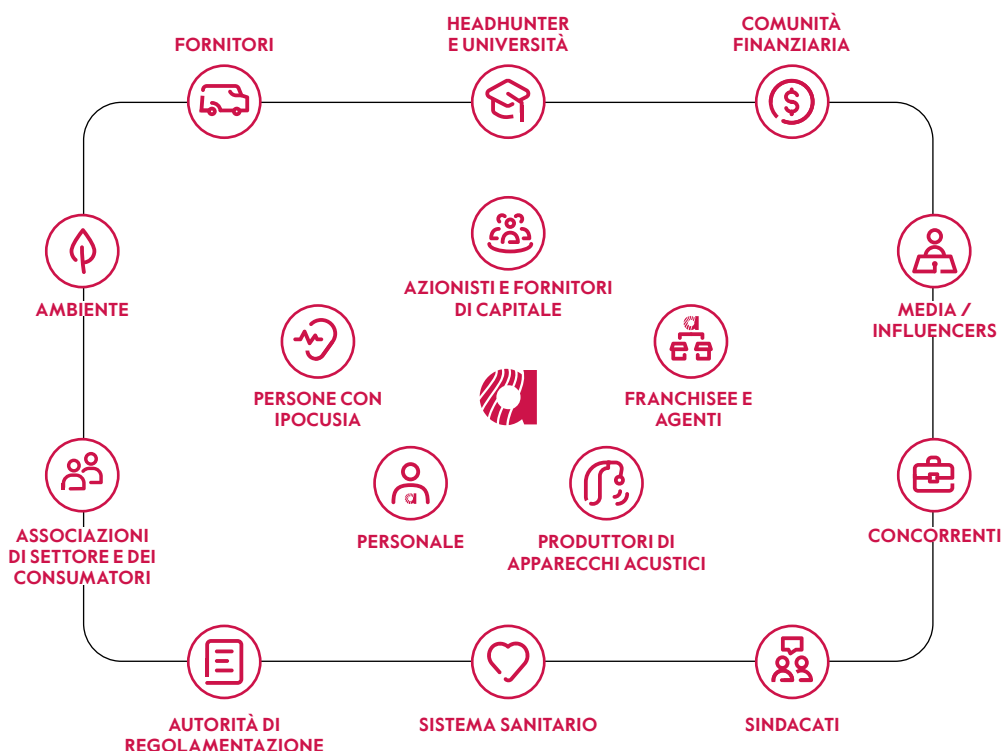 FORNITORI
HEADHUNTER
E UNIVERSITÀ
COMUNITÀ
FINANZIARIA
AMBIENTE
AZIONISTI E FORNITORI
DI CAPITALE
MEDIA /
INFLUENCERS
PERSONE CON
IPOCUSIA
FRANCHISEE E
AGENTI
ASSOCIAZIONI
DI SETTORE E DEI
CONSUMATORI
PERSONALE
PRODUTTORI DI
APPARECCHI ACUSTICI
CONCORRENTI
AUTORITÀ DI
REGOLAMENTAZIONE
SISTEMA SANITARIO
SINDACATI